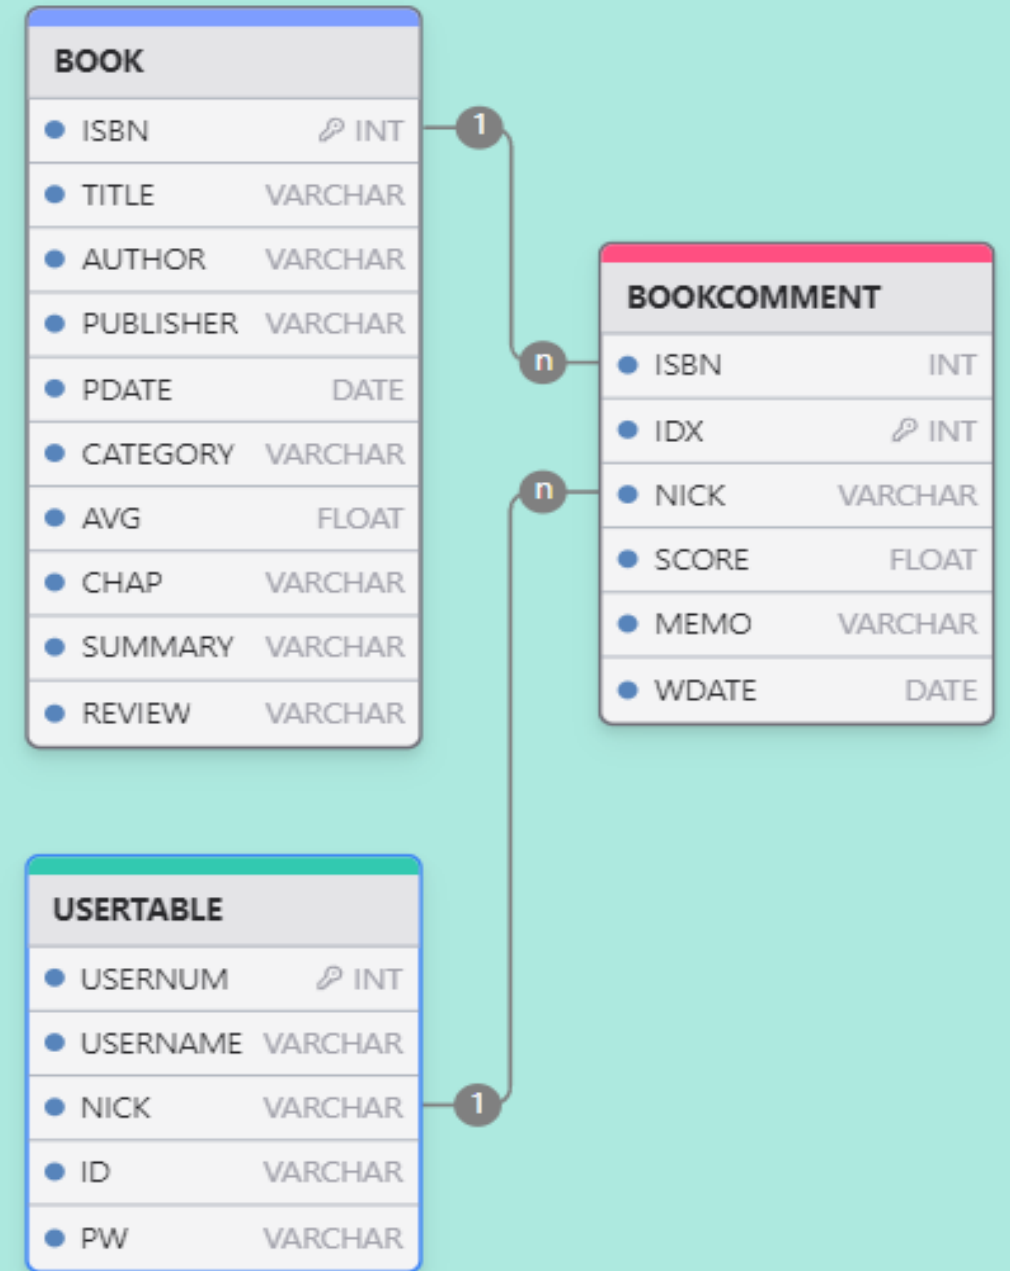 BOOK
ISBN INT
TITLE VARCHAR
AUTHOR VARCHAR
PUBLISHER VARCHAR
PDATE DATE
CATEGORY VARCHAR
AVG FLOAT
CHAP VARCHAR
SUMMARY VARCHAR
REVIEW VARCHAR
1
n
BOOKCOMMENT
ISBN INT
IDX INT
NICK VARCHAR
SCORE FLOAT
MEMO VARCHAR
WDATE DATE
n
1
USERTABLE
USERNUM INT
USERNAME VARCHAR
NICK VARCHAR
ID VARCHAR
PW VARCHAR